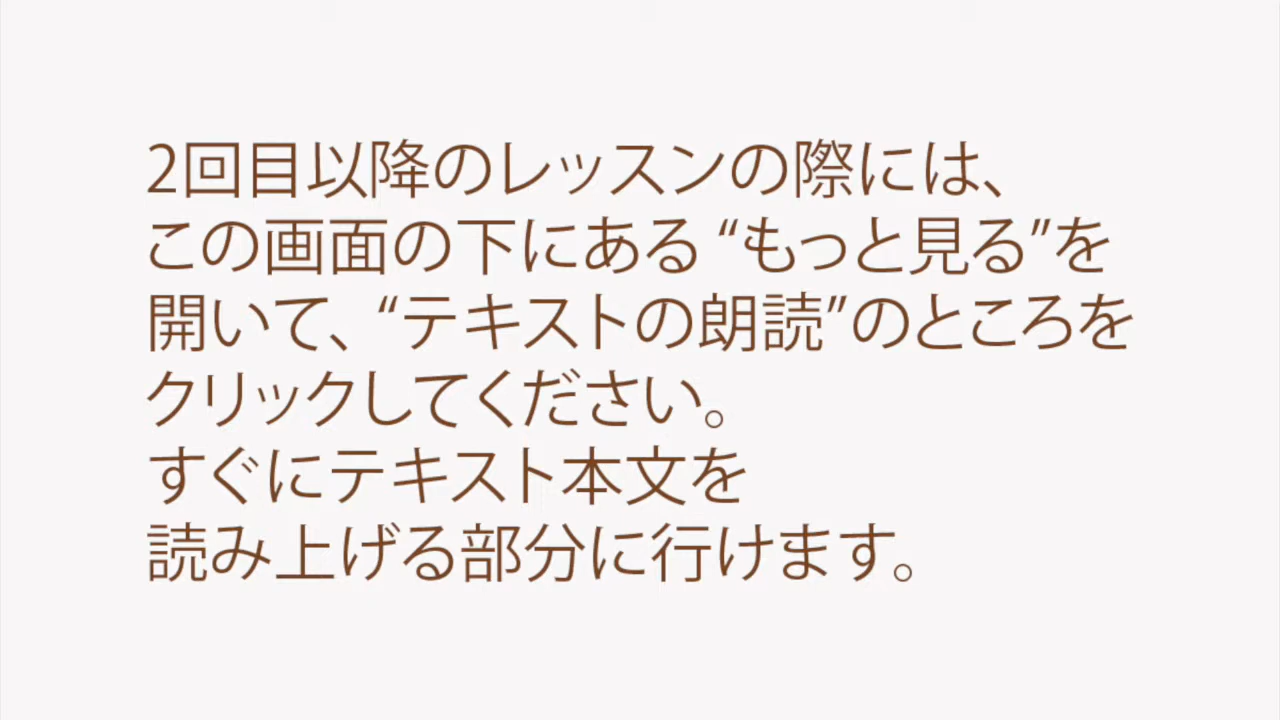 2回目以降のレッスンの際には、
この画面の下にある“もっと見る”を
開いて、“テキストの朗読”のところを
クリックしてください。
すぐにテキスト本文を
読み上げる部分に行けます。